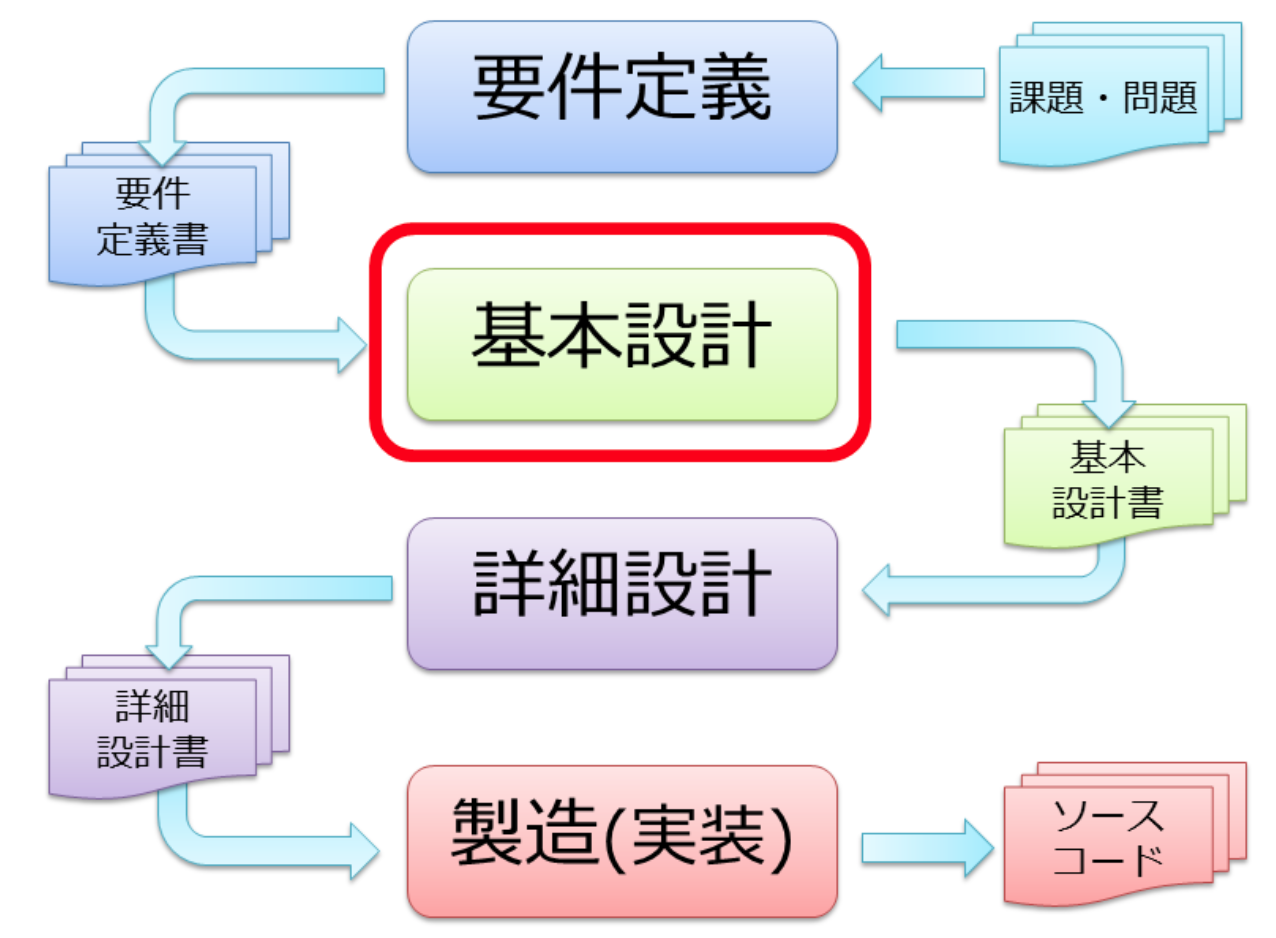 要件定義
課題・問題
要件
定義書
基本設計
基本
設計書
詳細設計
詳細
設計書
製造(実装)
ソース
コード